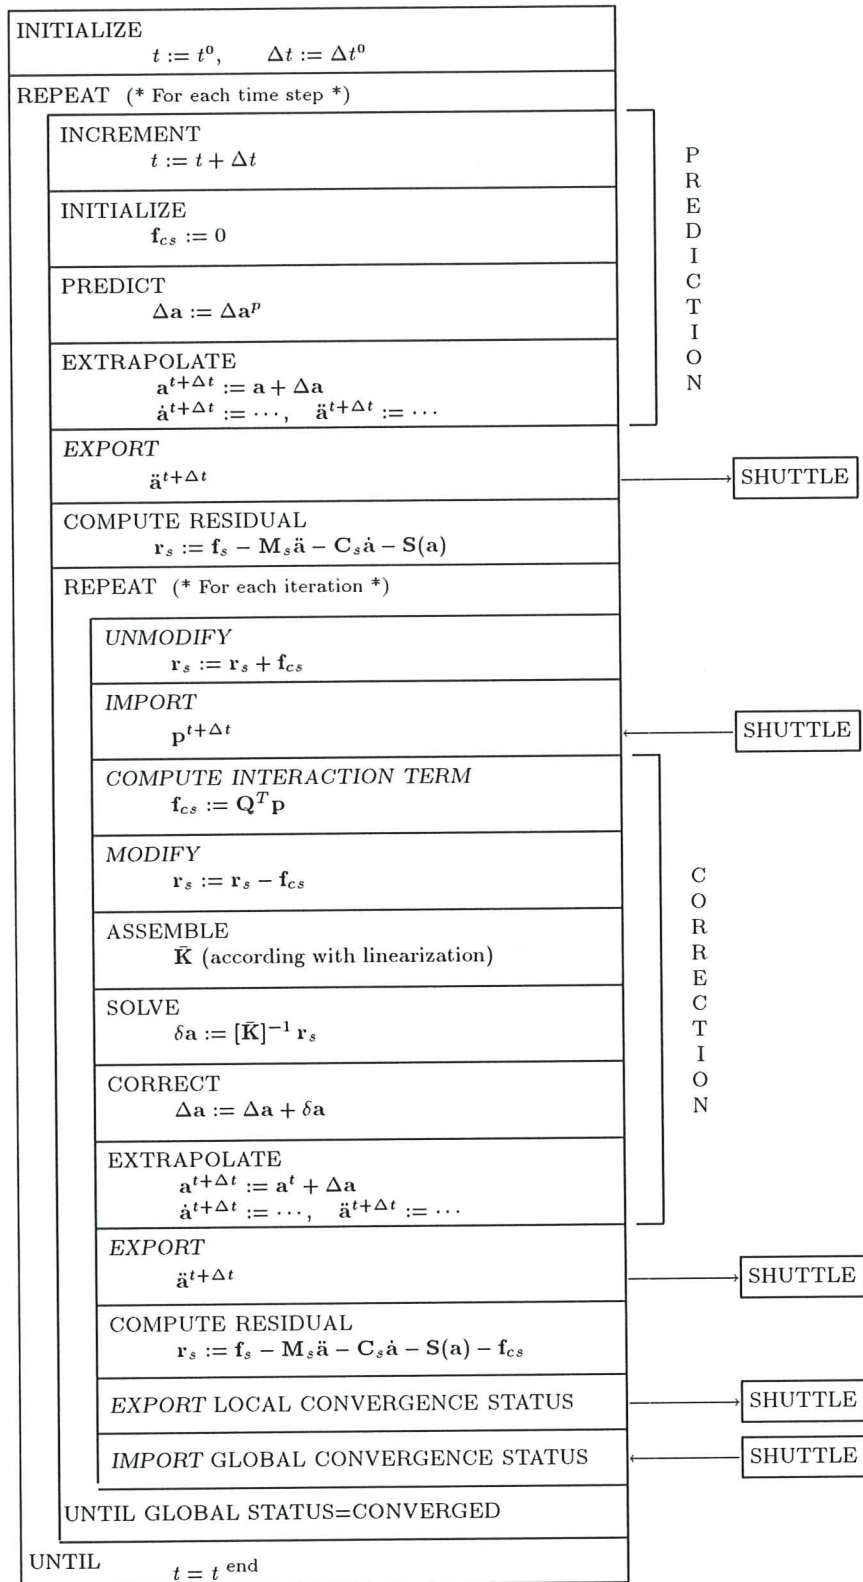 INITIALIZE
t := t⁰, Δt := Δt⁰
REPEAT (* For each time step *)
INCREMENT
t := t + Δt
INITIALIZE
f_cs := 0
PREDICT
Δa := Δa^p
EXTRAPOLATE
a^{t+Δt} := a + Δa
ȧ^{t+Δt} := ⋯, ä^{t+Δt} := ⋯
PREDICTION
EXPORT
ä^{t+Δt}
SHUTTLE
COMPUTE RESIDUAL
r_s := f_s − M_s ä − C_s ȧ − S(a)
REPEAT (* For each iteration *)
UNMODIFY
r_s := r_s + f_cs
IMPORT
p^{t+Δt}
SHUTTLE
COMPUTE INTERACTION TERM
f_cs := Q^T p
MODIFY
r_s := r_s − f_cs
ASSEMBLE
K̄ (according with linearization)
SOLVE
δa := [K̄]^{−1} r_s
CORRECT
Δa := Δa + δa
EXTRAPOLATE
a^{t+Δt} := a^t + Δa
ȧ^{t+Δt} := ⋯, ä^{t+Δt} := ⋯
CORRECTION
EXPORT
ä^{t+Δt}
SHUTTLE
COMPUTE RESIDUAL
r_s := f_s − M_s ä − C_s ȧ − S(a) − f_cs
EXPORT LOCAL CONVERGENCE STATUS
SHUTTLE
IMPORT GLOBAL CONVERGENCE STATUS
SHUTTLE
UNTIL GLOBAL STATUS=CONVERGED
UNTIL
t = t^end